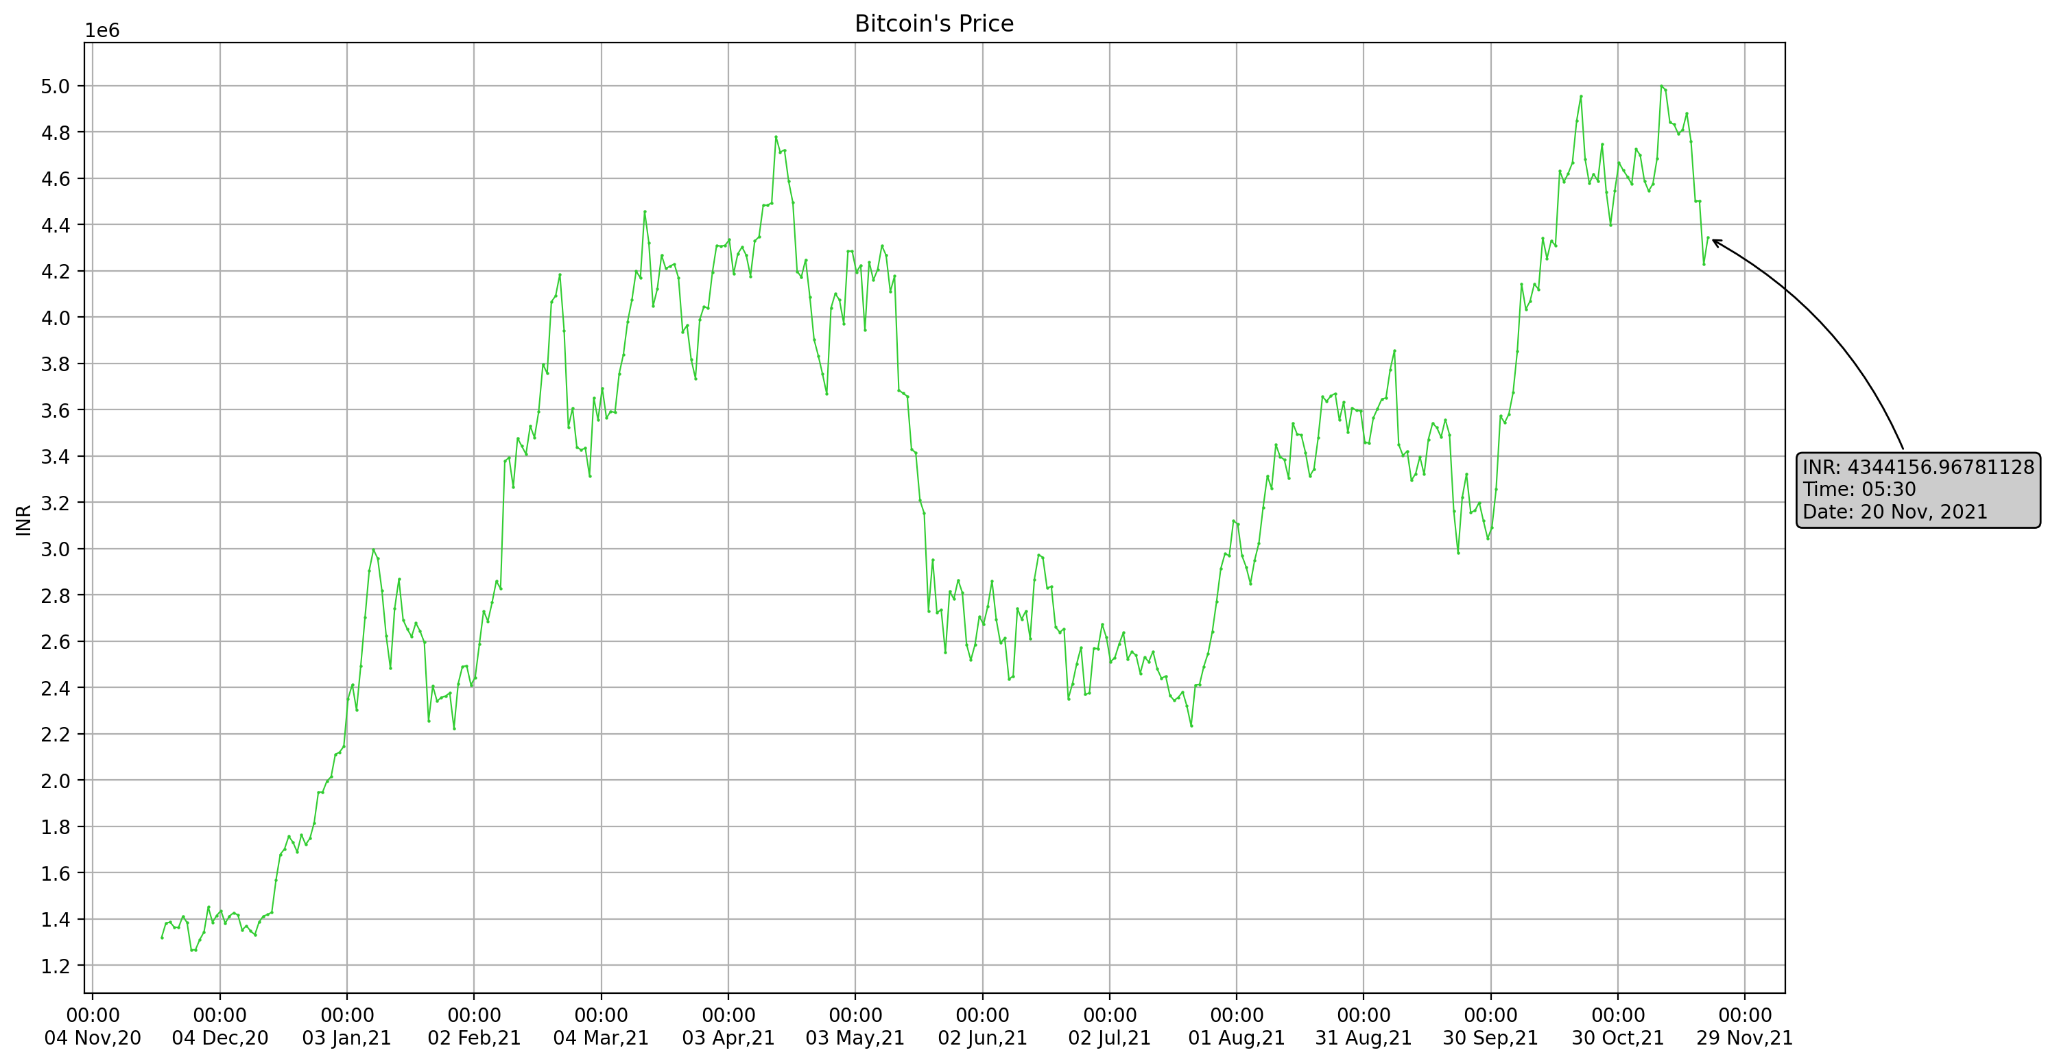 Bitcoin's Price
1e6
5.0
4.8
4.6
4.4
4.2
4.0
3.8
3.6
3.4
3.2
3.0
2.8
2.6
2.4
2.2
2.0
1.8
1.6
1.4
1.2
INR
INR: 4344156.96781128
Time: 05:30
Date: 20 Nov, 2021
00:00 00:00 00:00 00:00 00:00 00:00 00:00 00:00 00:00 00:00 00:00 00:00 00:00 00:00
04 Nov,20 04 Dec,20 03 Jan,21 02 Feb,21 04 Mar,21 03 Apr,21 03 May,21 02 Jun,21 02 Jul,21 01 Aug,21 31 Aug,21 30 Sep,21 30 Oct,21 29 Nov,21